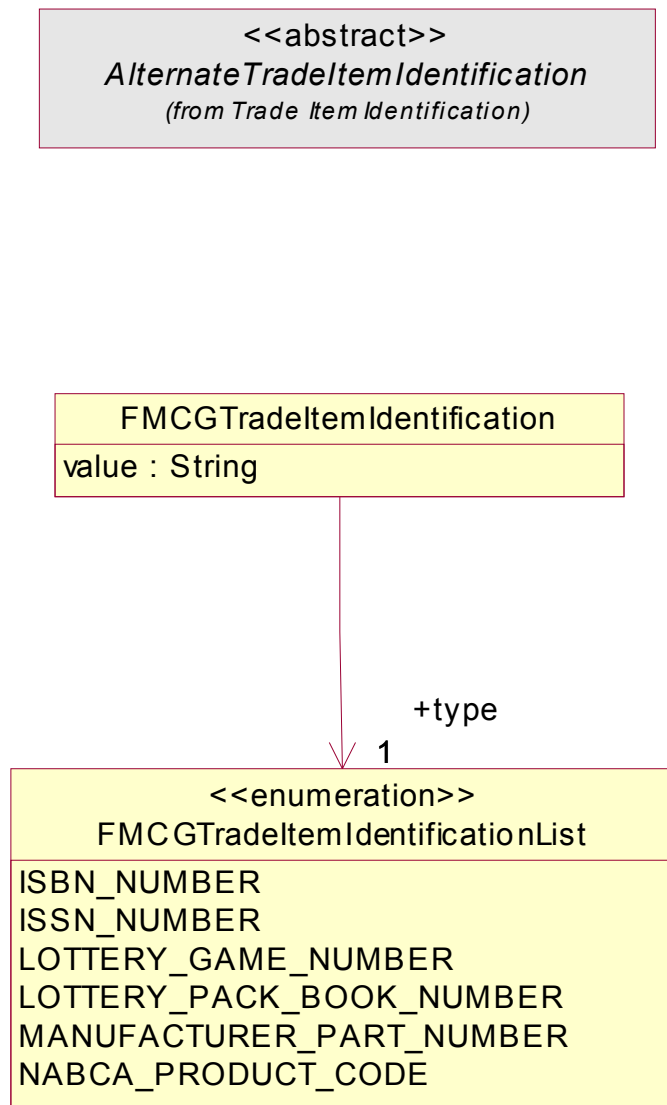 <<abstract>>
AlternateTradeItemIdentification
(from Trade Item Identification)
FMCGTradeItemIdentification
value : String
+type
1
<<enumeration>>
FMCGTradeItemIdentificationList
ISBN_NUMBER
ISSN_NUMBER
LOTTERY_GAME_NUMBER
LOTTERY_PACK_BOOK_NUMBER
MANUFACTURER_PART_NUMBER
NABCA_PRODUCT_CODE